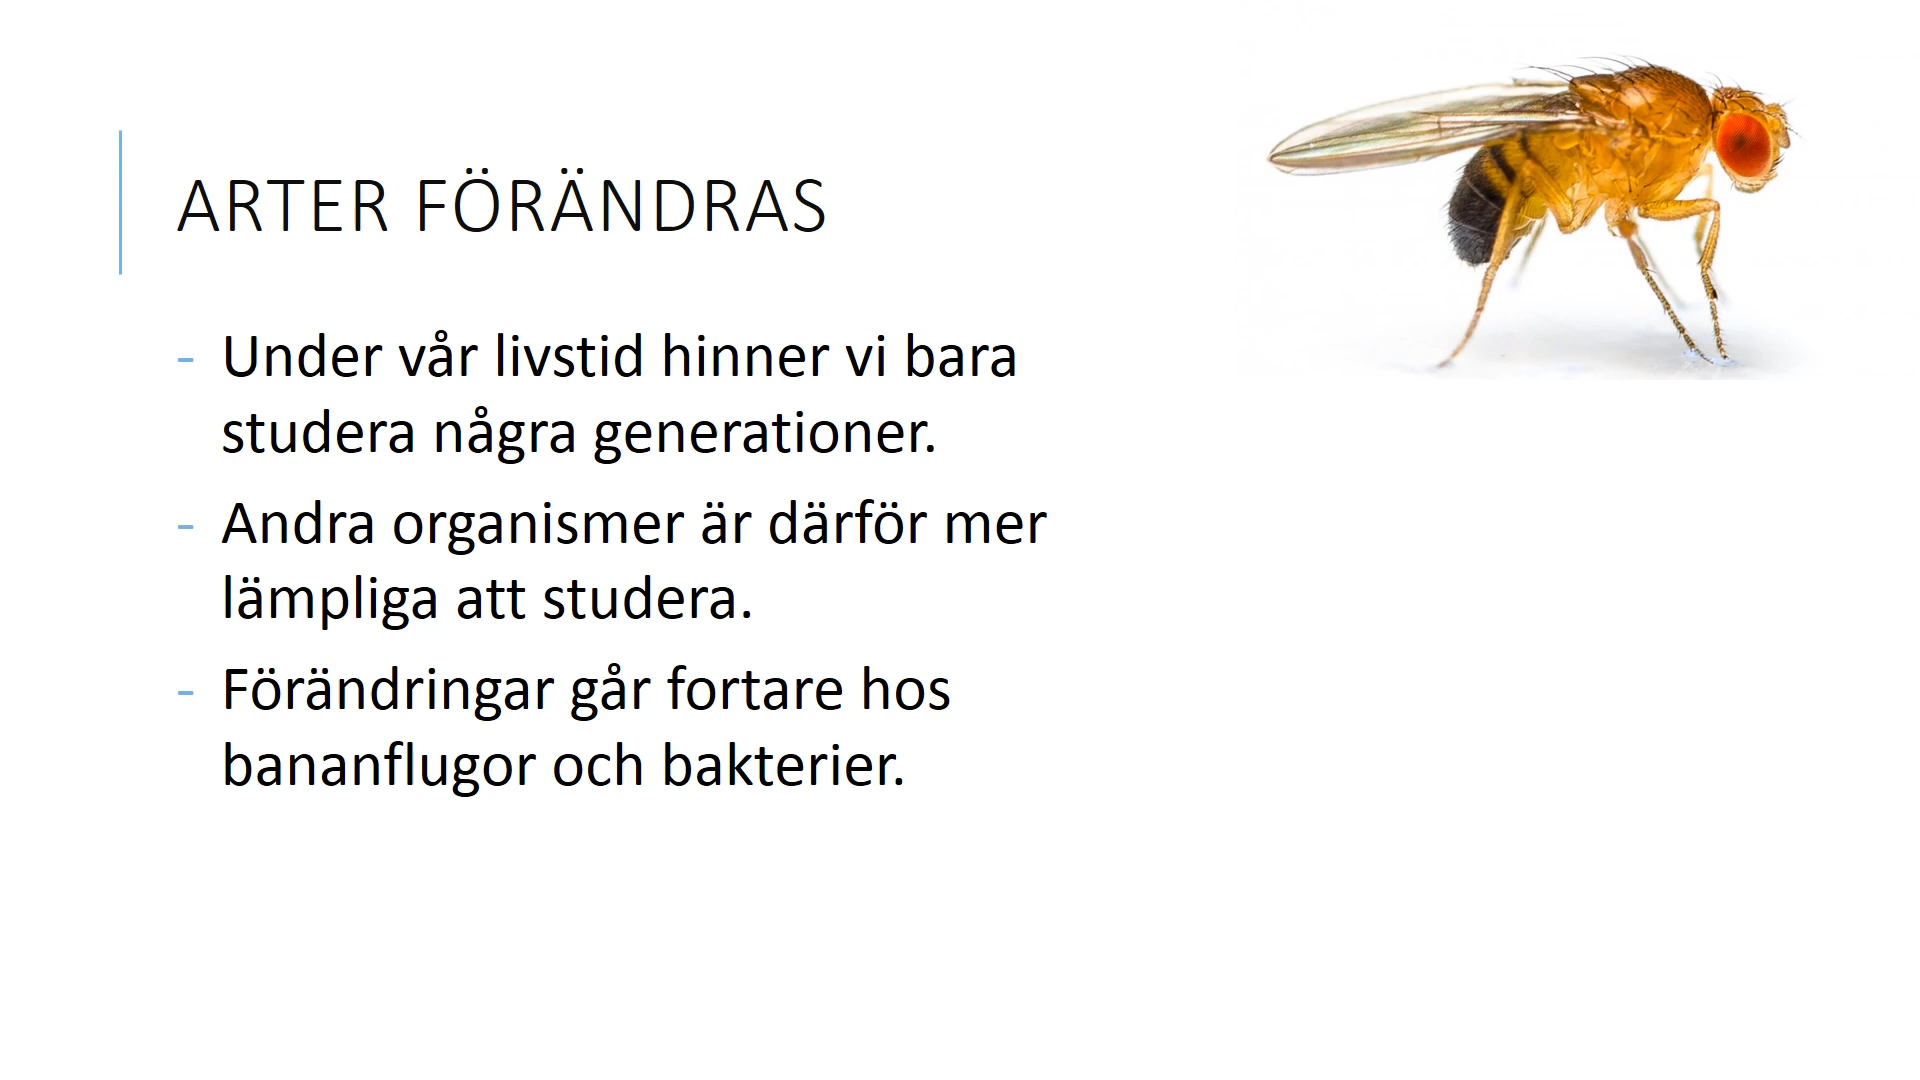 ARTER FÖRÄNDRAS
- Under vår livstid hinner vi bara
studera några generationer.
- Andra organismer är därför mer
lämpliga att studera.
- Förändringar går fortare hos
bananflugor och bakterier.